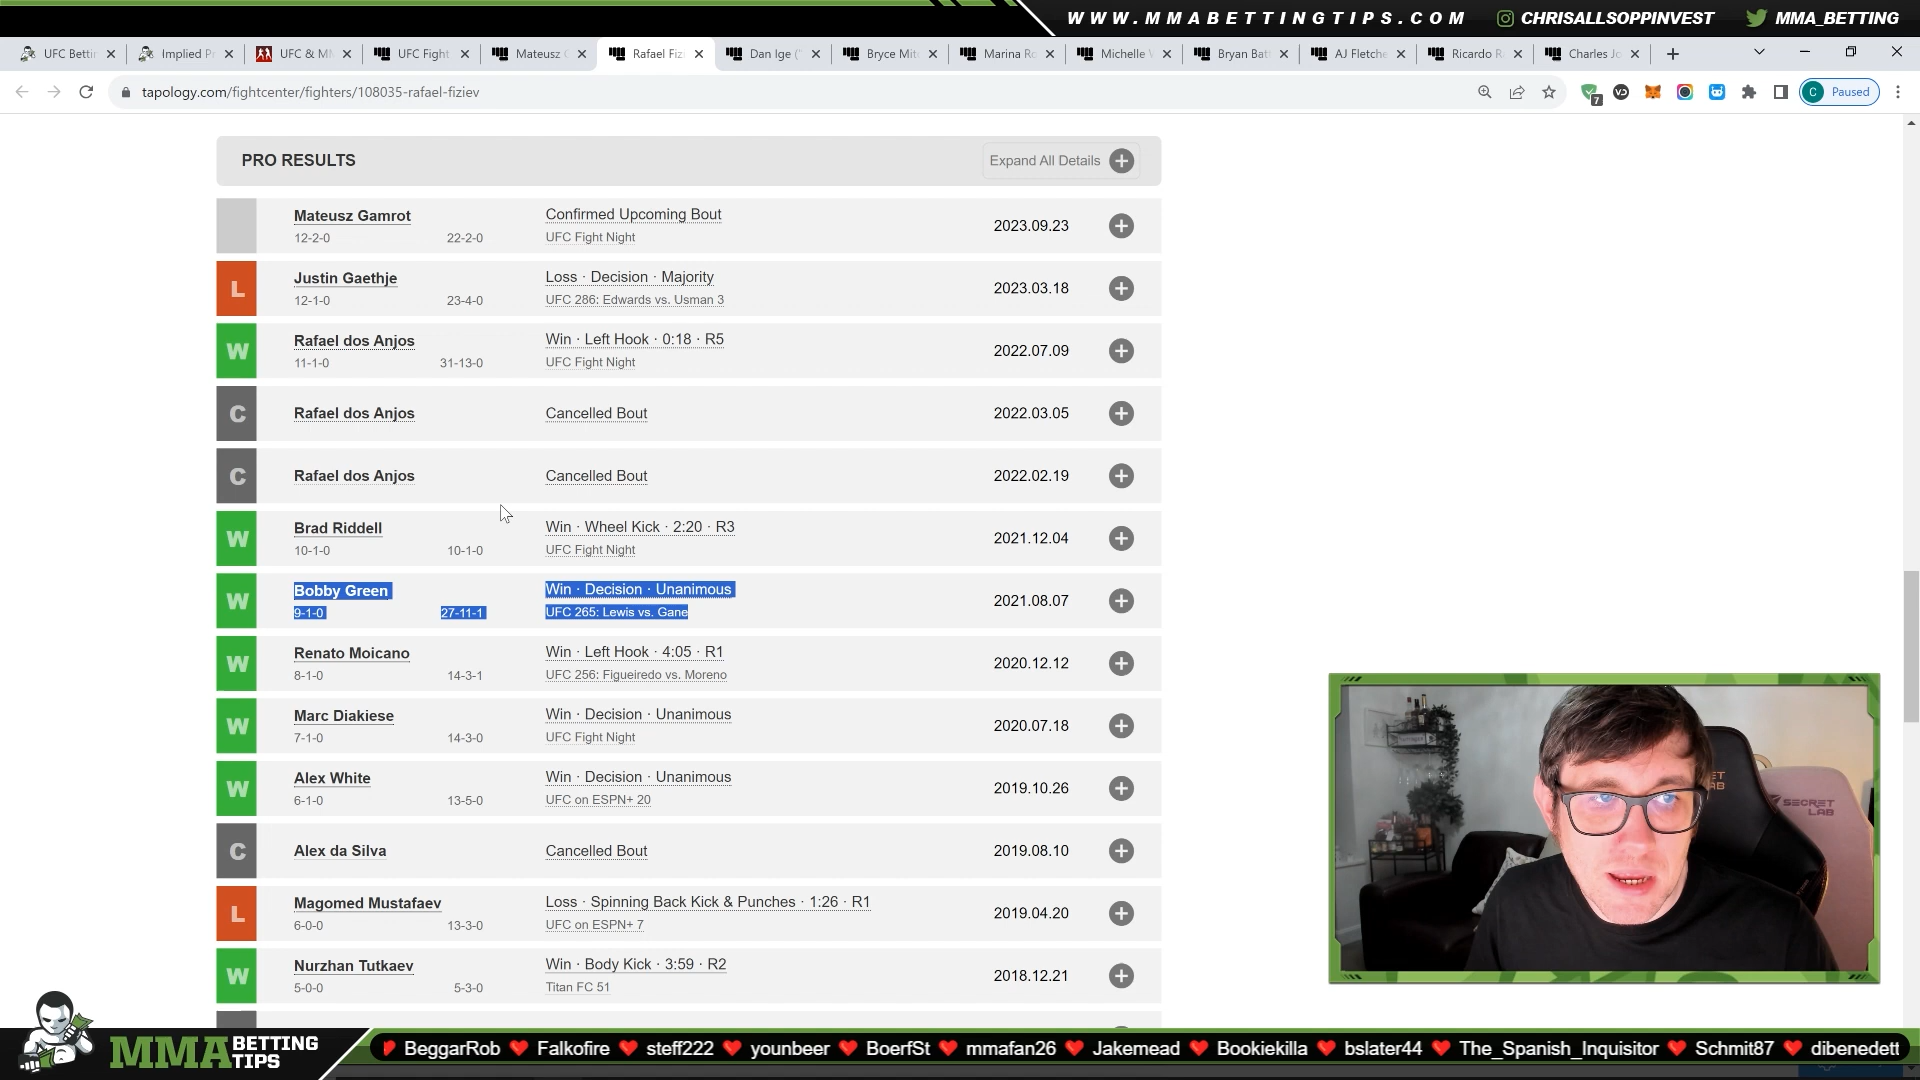 WWW.MMABETTINGTIPS.COM CHRISALLSOPPINVEST MMA_BETTING
UFC Bettin Implied Pr UFC & MM UFC Fight Mateusz G Rafael Fizi Dan Ige (" Bryce Mitc Marina Ro Michelle Bryan Batt AJ Fletche Ricardo R Charles Jo
tapology.com/fightcenter/fighters/108035-rafael-fiziev 7 VD C Paused
PRO RESULTS Expand All Details
Mateusz Gamrot Confirmed Upcoming Bout 2023.09.23
12-2-0 22-2-0 UFC Fight Night
L Justin Gaethje Loss · Decision · Majority 2023.03.18
12-1-0 23-4-0 UFC 286: Edwards vs. Usman 3
W Rafael dos Anjos Win · Left Hook · 0:18 · R5 2022.07.09
11-1-0 31-13-0 UFC Fight Night
C Rafael dos Anjos Cancelled Bout 2022.03.05
C Rafael dos Anjos Cancelled Bout 2022.02.19
W Brad Riddell Win · Wheel Kick · 2:20 · R3 2021.12.04
10-1-0 10-1-0 UFC Fight Night
W Bobby Green Win · Decision · Unanimous 2021.08.07
9-1-0 27-11-1 UFC 265: Lewis vs. Gane
W Renato Moicano Win · Left Hook · 4:05 · R1 2020.12.12
8-1-0 14-3-1 UFC 256: Figueiredo vs. Moreno
W Marc Diakiese Win · Decision · Unanimous 2020.07.18
7-1-0 14-3-0 UFC Fight Night
W Alex White Win · Decision · Unanimous 2019.10.26
6-1-0 13-5-0 UFC on ESPN+ 20
C Alex da Silva Cancelled Bout 2019.08.10
L Magomed Mustafaev Loss · Spinning Back Kick & Punches · 1:26 · R1 2019.04.20
6-0-0 13-3-0 UFC on ESPN+ 7
W Nurzhan Tutkaev Win · Body Kick · 3:59 · R2 2018.12.21
5-0-0 5-3-0 Titan FC 51
SECRET
LAB
MMA BETTING TIPS
BeggarRob Falkofire steff222 younbeer BoerfSt mmafan26 Jakemead Bookiekilla bslater44 The_Spanish_Inquisitor Schmit87 dibenedett